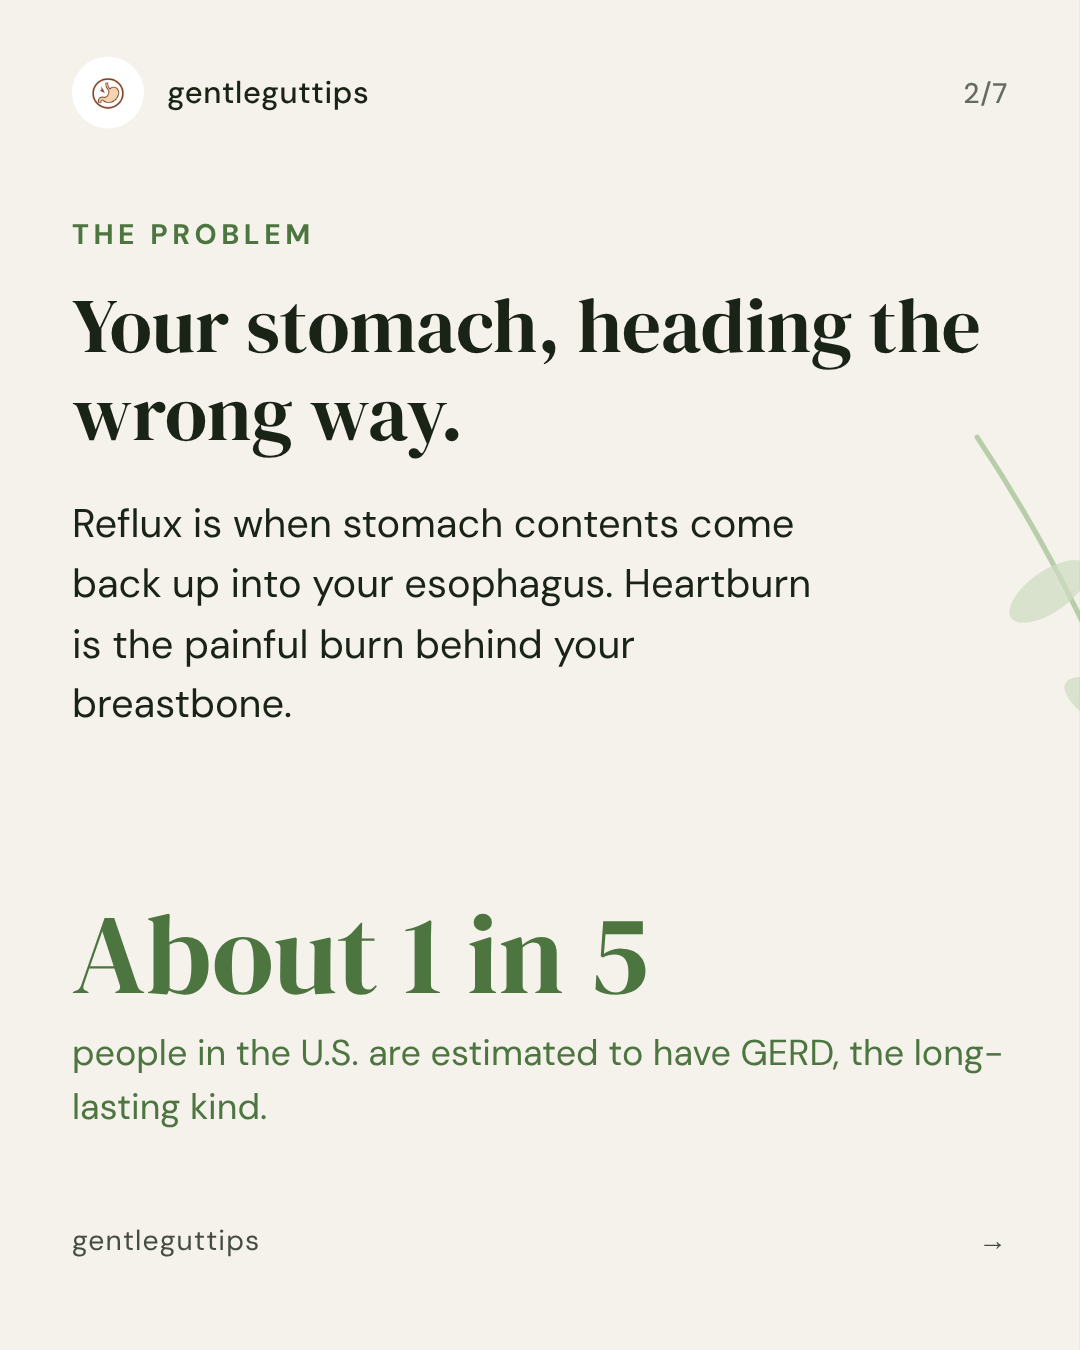 gentleguttips
2/7
THE PROBLEM
Your stomach, heading the
wrong way.
Reflux is when stomach contents come
back up into your esophagus. Heartburn
is the painful burn behind your
breastbone.
About 1 in 5
people in the U.S. are estimated to have GERD, the long-
lasting kind.
gentleguttips
→